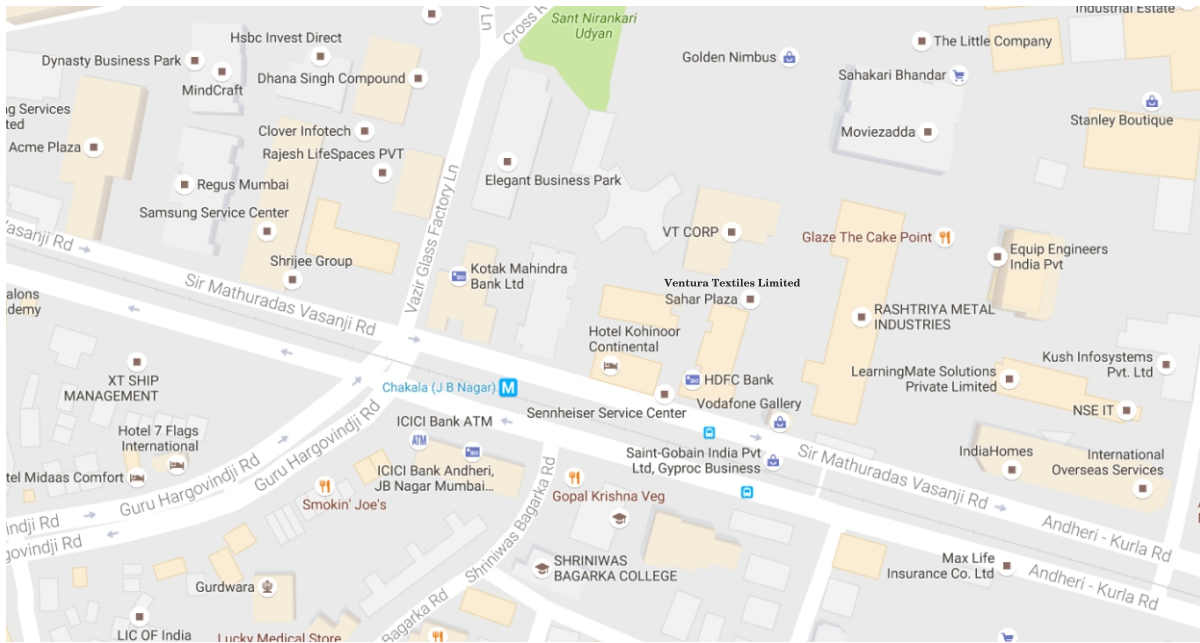 Industrial Estate
Sant Nirankari
Udyan
Cross R
/ Ln
Hsbc Invest Direct
The Little Company
Dynasty Business Park
Golden Nimbus
MindCraft
Dhana Singh Compound
Sahakari Bhandar
ng Services
ted
Stanley Boutique
Clover Infotech
Moviezadda
Acme Plaza
Rajesh LifeSpaces PVT
Elegant Business Park
Regus Mumbai
Samsung Service Center
Vazir Glass Factory Ln
VT CORP
Glaze The Cake Point
Equip Engineers
India Pvt
Vasanji Rd
Shrijee Group
Kotak Mahindra
Bank Ltd
Ventura Textiles Limited
Sahar Plaza
Sir Mathuradas Vasanji Rd
alons
demy
RASHTRIYA METAL
INDUSTRIES
Hotel Kohinoor
Continental
Kush Infosystems
Pvt. Ltd
XT SHIP
MANAGEMENT
Chakala (J B Nagar)
M
HDFC Bank
LearningMate Solutions
Private Limited
Vodafone Gallery
Sennheiser Service Center
NSE IT
ICICI Bank ATM
ATM
Hotel 7 Flags
International
Saint-Gobain India Pvt
Ltd, Gyproc Business
Sir Mathuradas Vasanji Rd
IndiaHomes
International
Overseas Services
tel Midaas Comfort
Guru Hargovindji Rd
Guru Hargovindji Rd
ICICI Bank Andheri,
JB Nagar Mumbai...
Smokin' Joe's
Gopal Krishna Veg
Shriniwas Bagarka Rd
indji Rd
govindji Rd
Andheri - Kurla Rd
SHRINIWAS
BAGARKA COLLEGE
Max Life
Insurance Co. Ltd
Andheri - Kurla Rd
Gurdwara
Bagarka Rd
LIC OF India
Lucky Medical Store